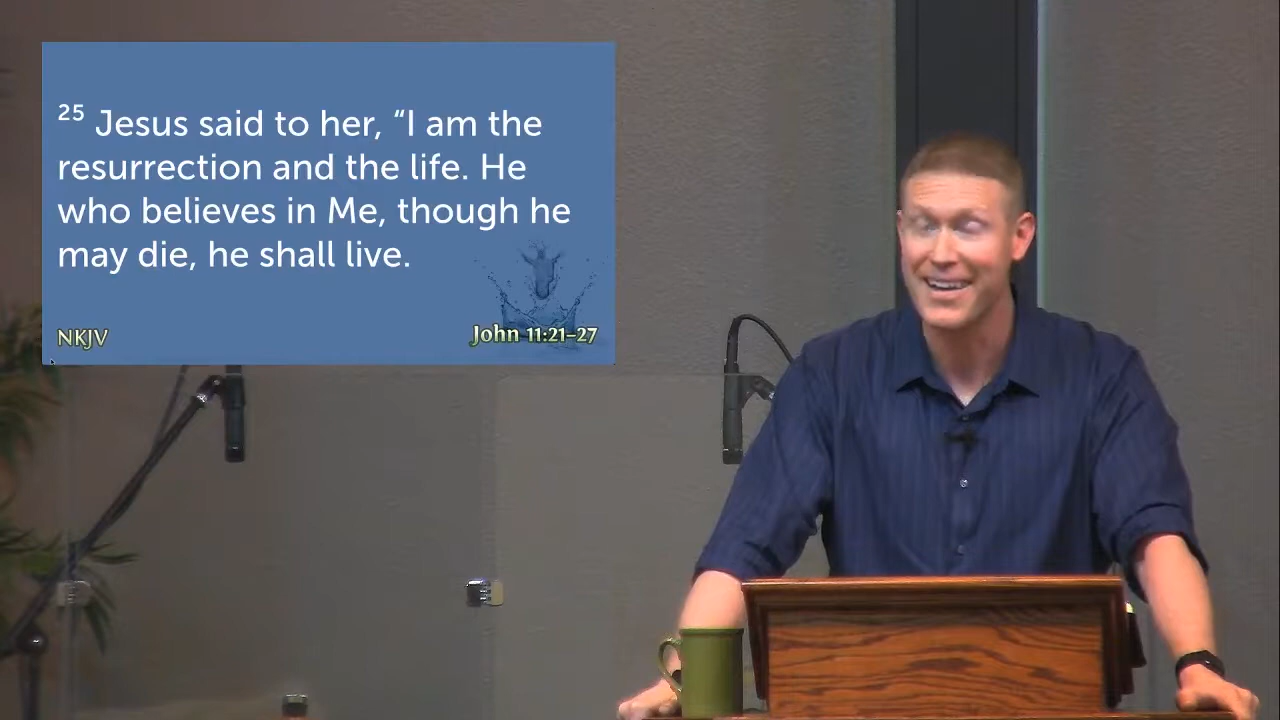 25 Jesus said to her, “I am the
resurrection and the life. He
who believes in Me, though he
may die, he shall live.
NKJV
John 11:21–27